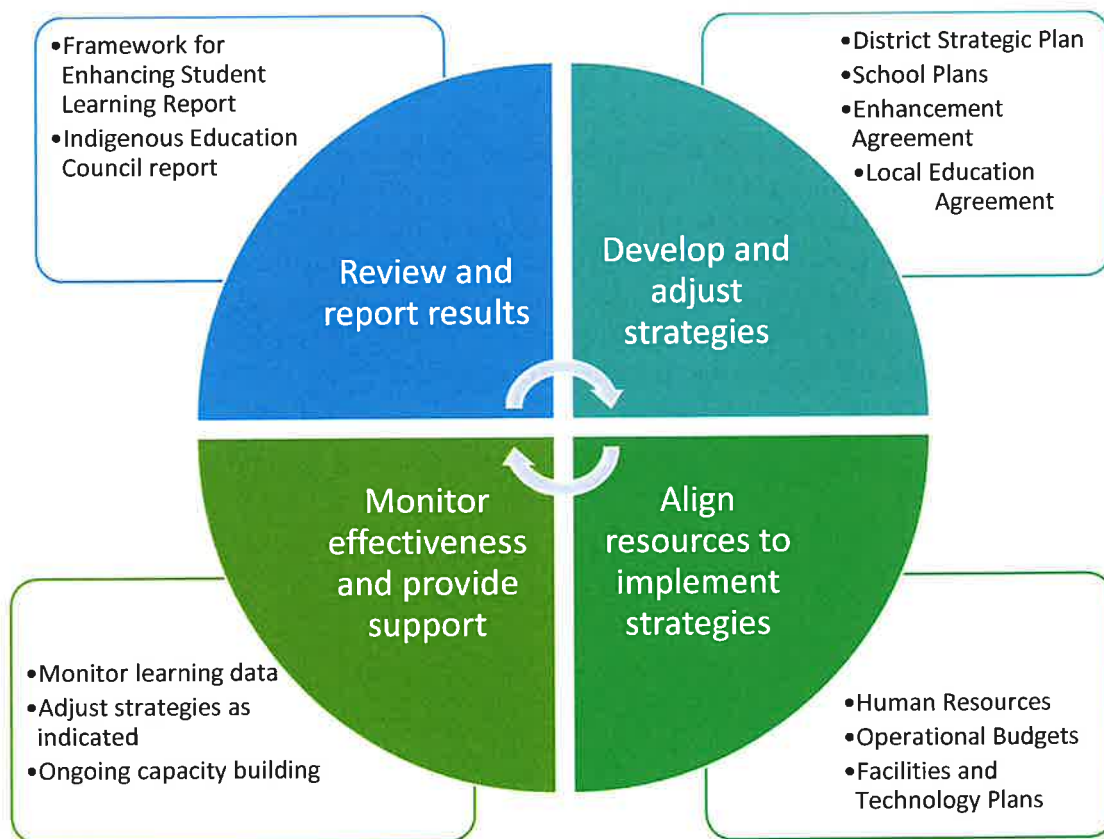 •Framework for
Enhancing Student
Learning Report
•Indigenous Education
Council report
•District Strategic Plan
•School Plans
•Enhancement
Agreement
•Local Education
Agreement
Review and
report results
Develop and
adjust
strategies
Monitor
effectiveness
and provide
support
Align
resources to
implement
strategies
•Monitor learning data
•Adjust strategies as
indicated
•Ongoing capacity building
•Human Resources
•Operational Budgets
•Facilities and
Technology Plans